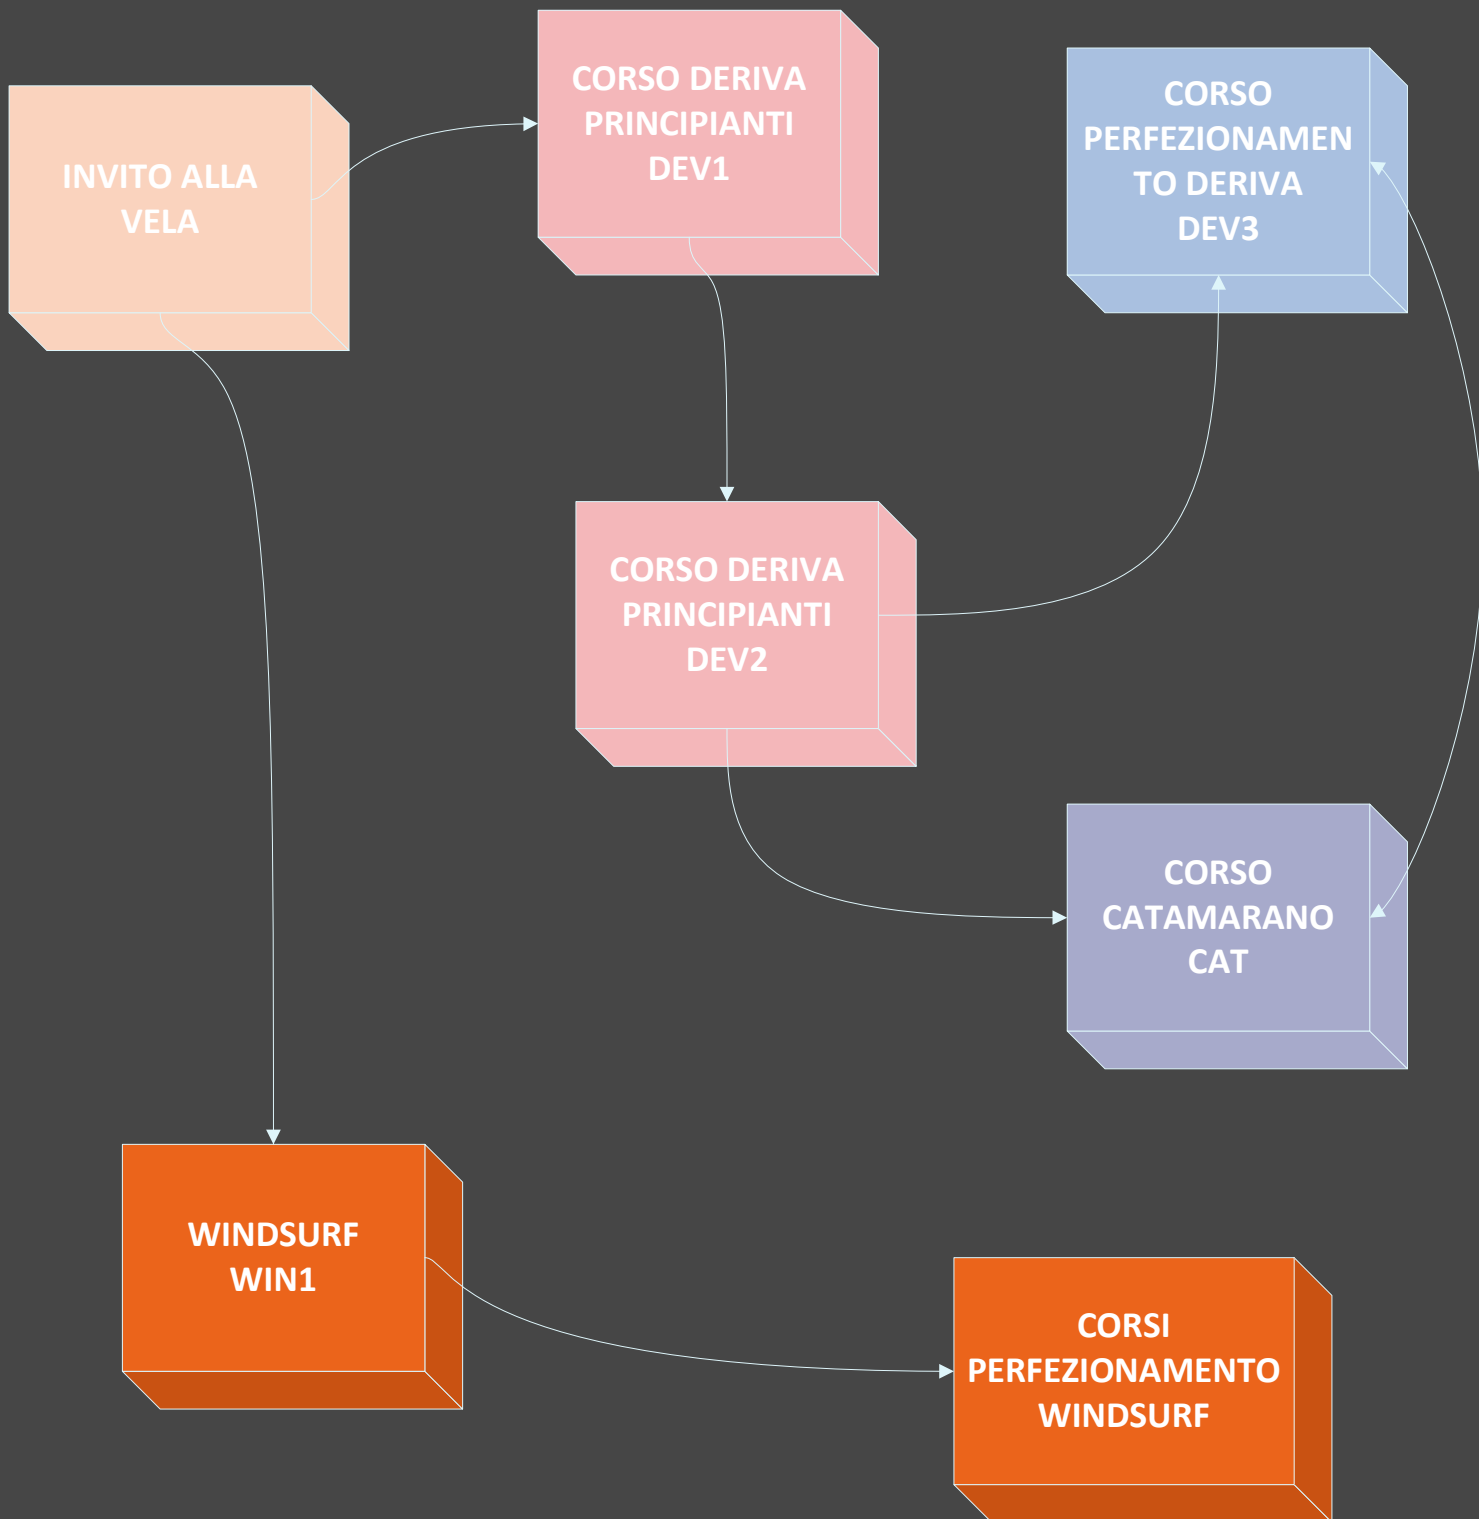 INVITO ALLA
VELA
CORSO DERIVA
PRINCIPIANTI
DEV1
CORSO
PERFEZIONAMEN
TO DERIVA
DEV3
CORSO DERIVA
PRINCIPIANTI
DEV2
CORSO
CATAMARANO
CAT
WINDSURF
WIN1
CORSI
PERFEZIONAMENTO
WINDSURF